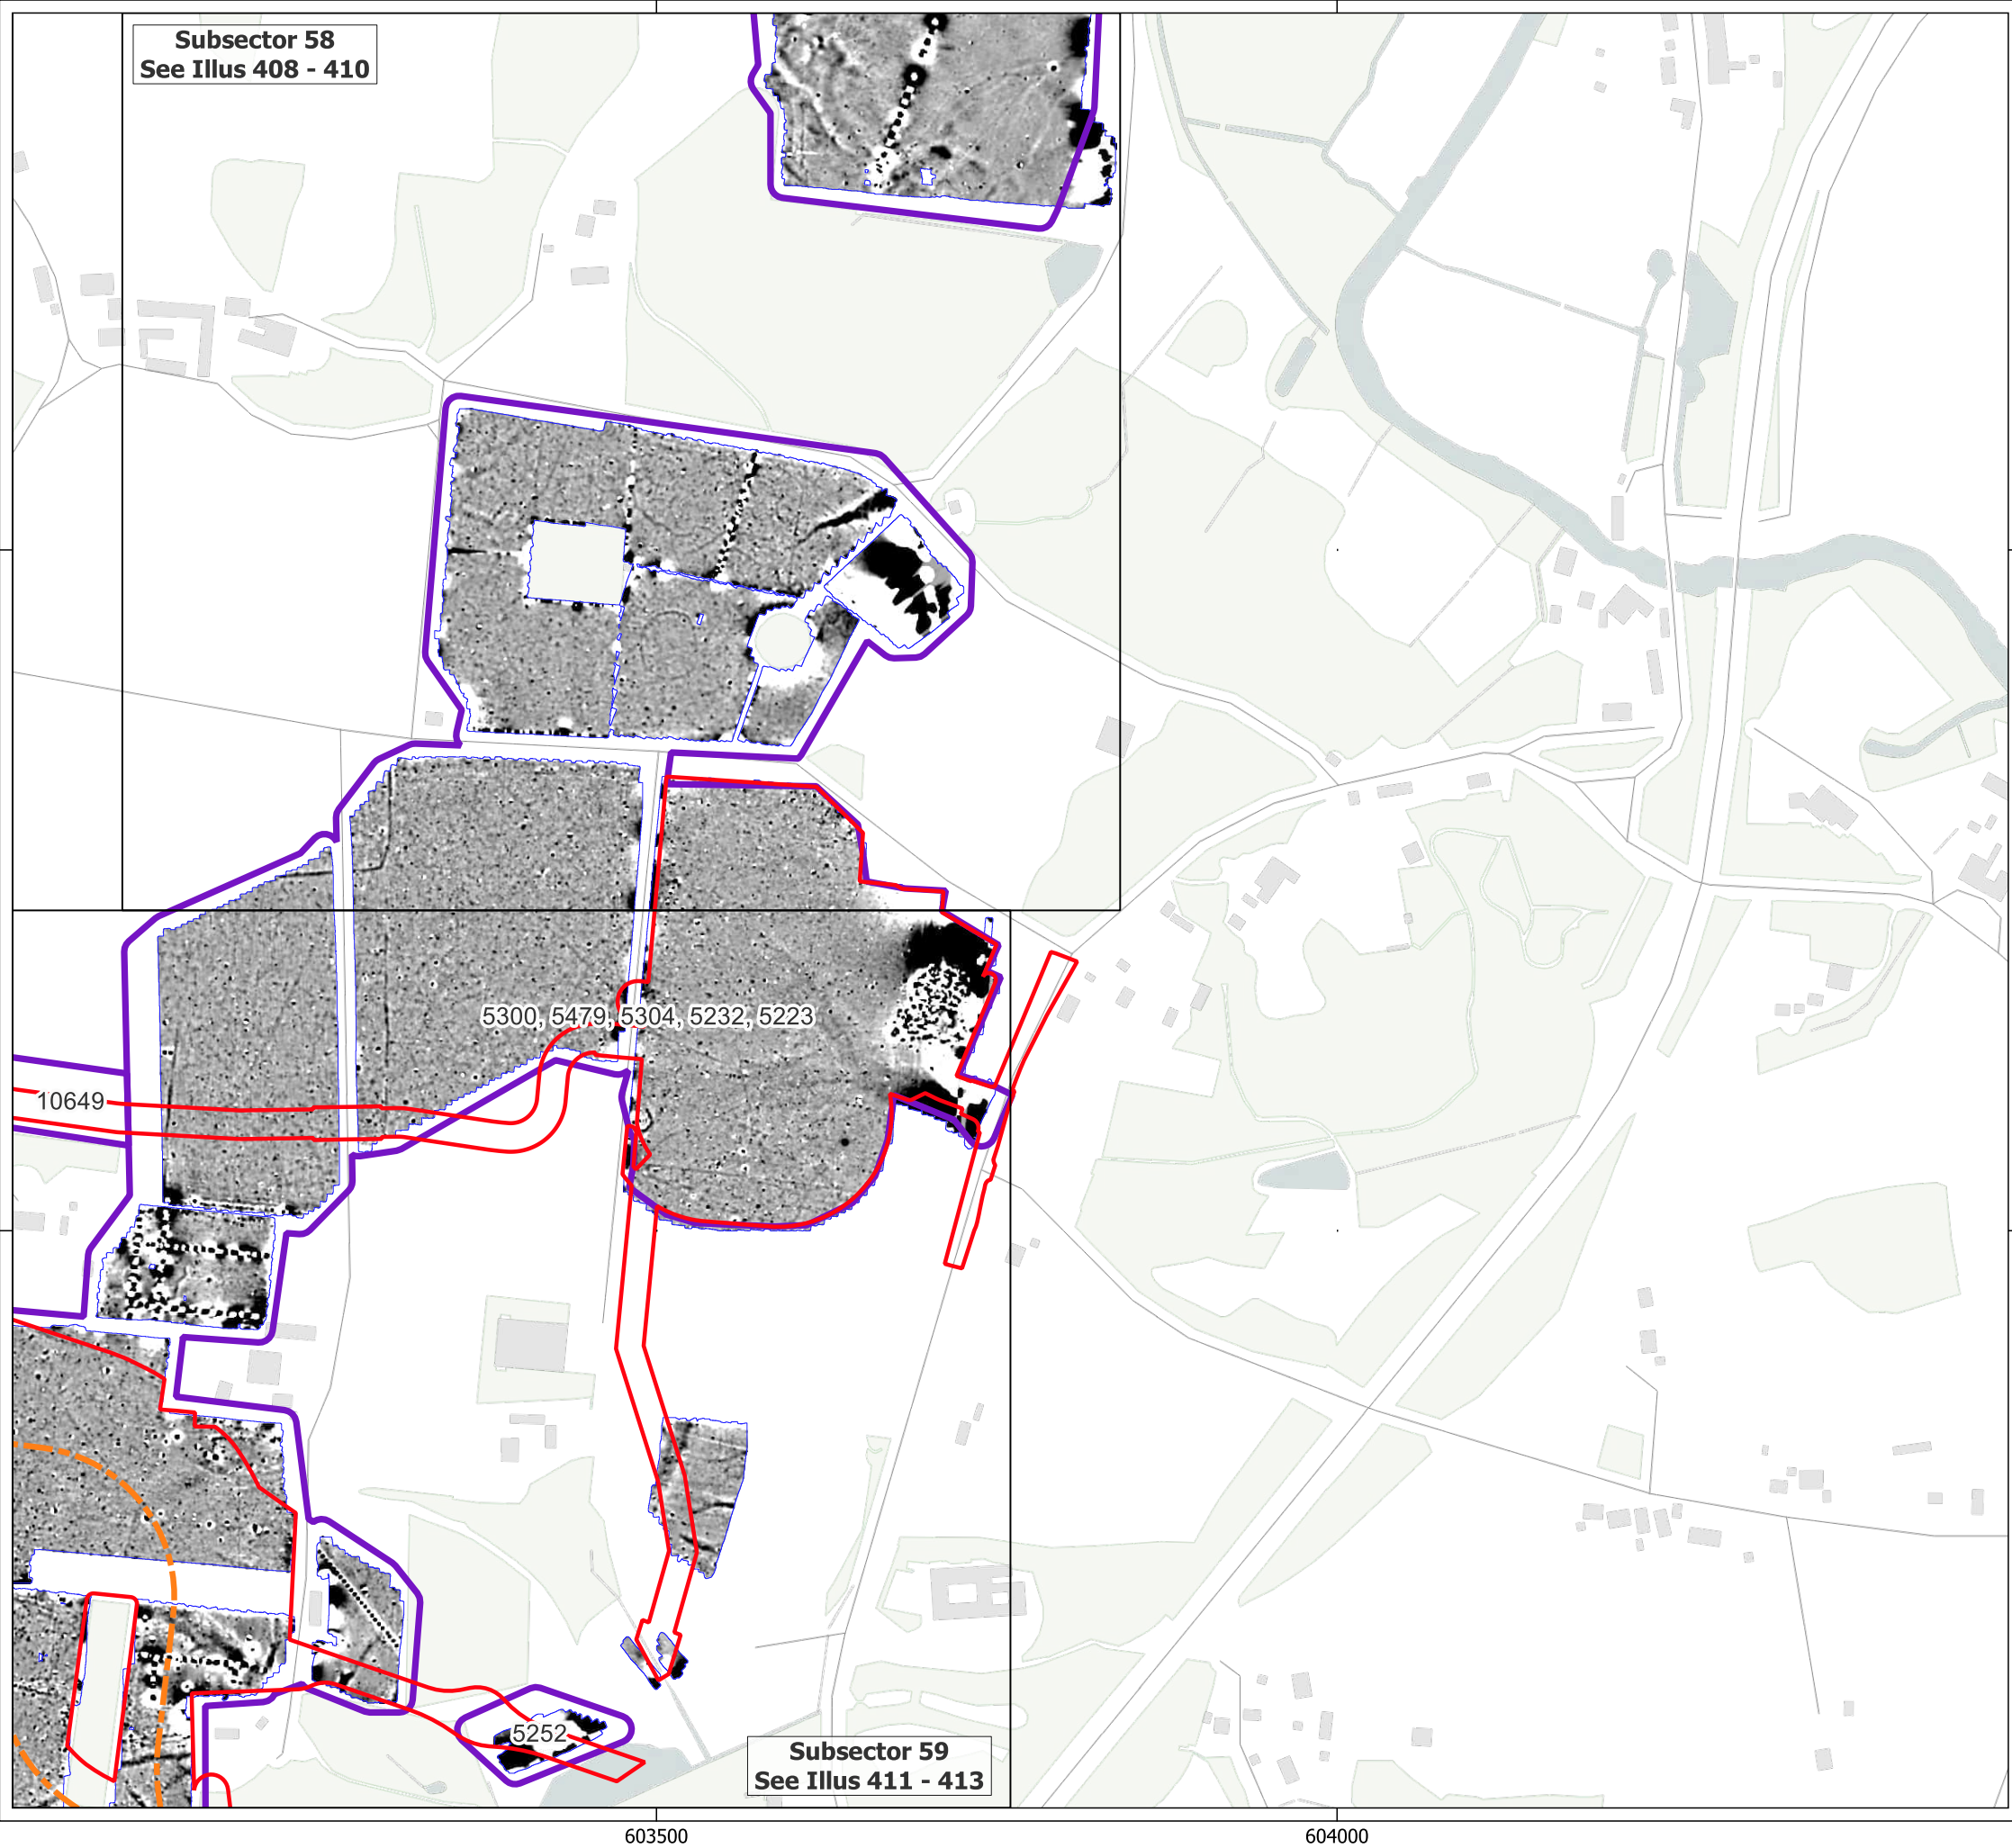 Subsector 58
See Illus 408 - 410
5300, 5479, 5304, 5232, 5223
10649
5252
Subsector 59
See Illus 411 - 413
603500
604000